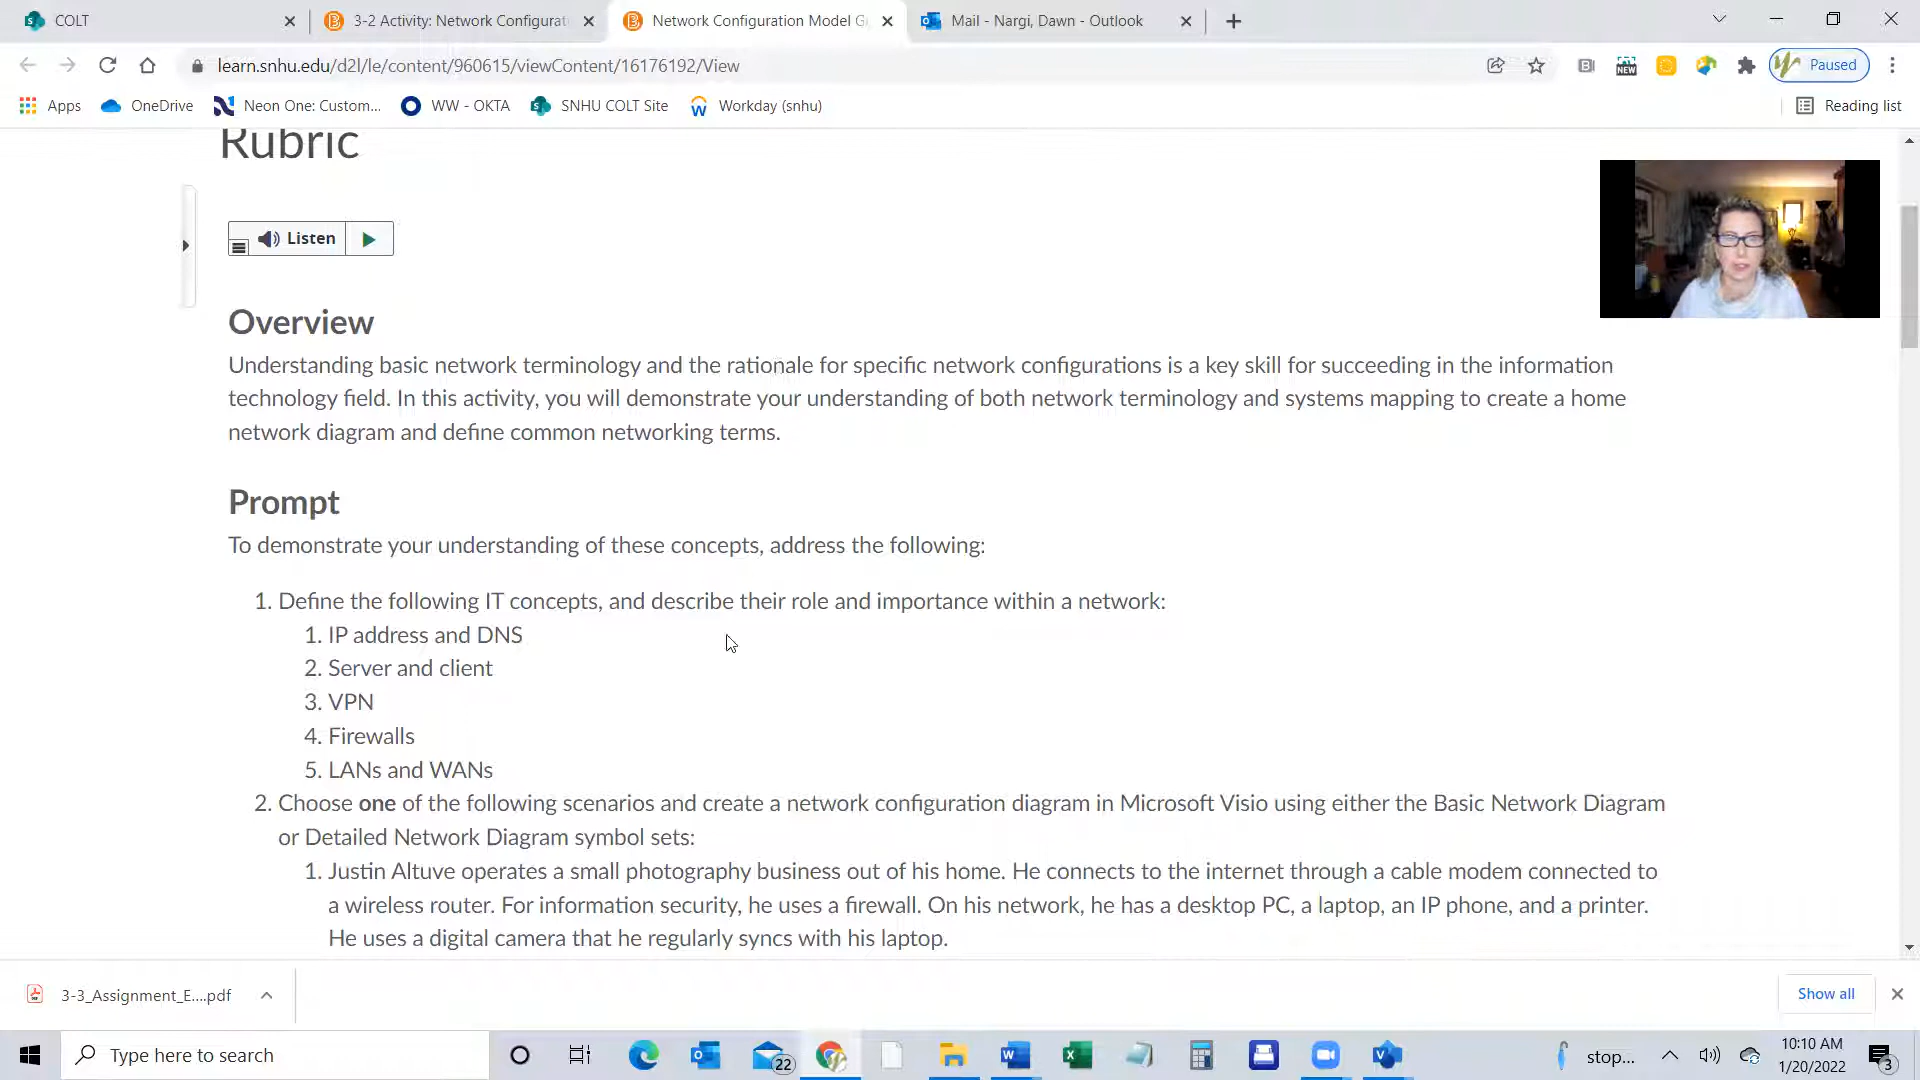 COLT
3-2 Activity: Network Configurat
Network Configuration Model G
Mail - Nargi, Dawn - Outlook
learn.snhu.edu/d2l/le/content/960615/viewContent/16176192/View
Paused
Apps
OneDrive
Neon One: Custom...
WW - OKTA
SNHU COLT Site
Workday (snhu)
Reading list
Rubric
Listen
Overview
Understanding basic network terminology and the rationale for specific network configurations is a key skill for succeeding in the information
technology field. In this activity, you will demonstrate your understanding of both network terminology and systems mapping to create a home
network diagram and define common networking terms.
Prompt
To demonstrate your understanding of these concepts, address the following:
1. Define the following IT concepts, and describe their role and importance within a network:
1. IP address and DNS
2. Server and client
3. VPN
4. Firewalls
5. LANs and WANs
2. Choose one of the following scenarios and create a network configuration diagram in Microsoft Visio using either the Basic Network Diagram
or Detailed Network Diagram symbol sets:
1. Justin Altuve operates a small photography business out of his home. He connects to the internet through a cable modem connected to
a wireless router. For information security, he uses a firewall. On his network, he has a desktop PC, a laptop, an IP phone, and a printer.
He uses a digital camera that he regularly syncs with his laptop.
3-3_Assignment_E....pdf
Show all
Type here to search
22
stop...
10:10 AM
1/20/2022
3